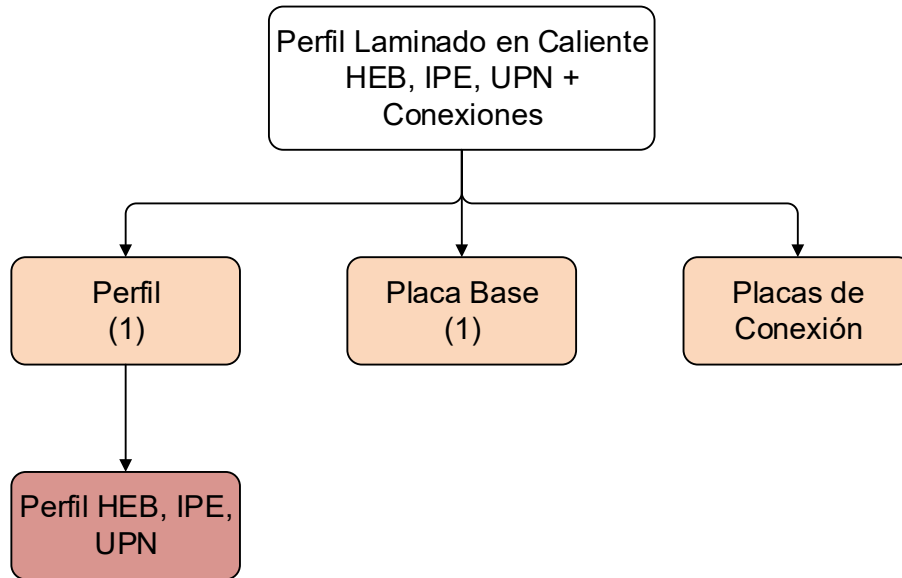 Perfil Laminado en Caliente
HEB, IPE, UPN +
Conexiones
Perfil
(1)
Placa Base
(1)
Placas de
Conexión
Perfil HEB, IPE,
UPN